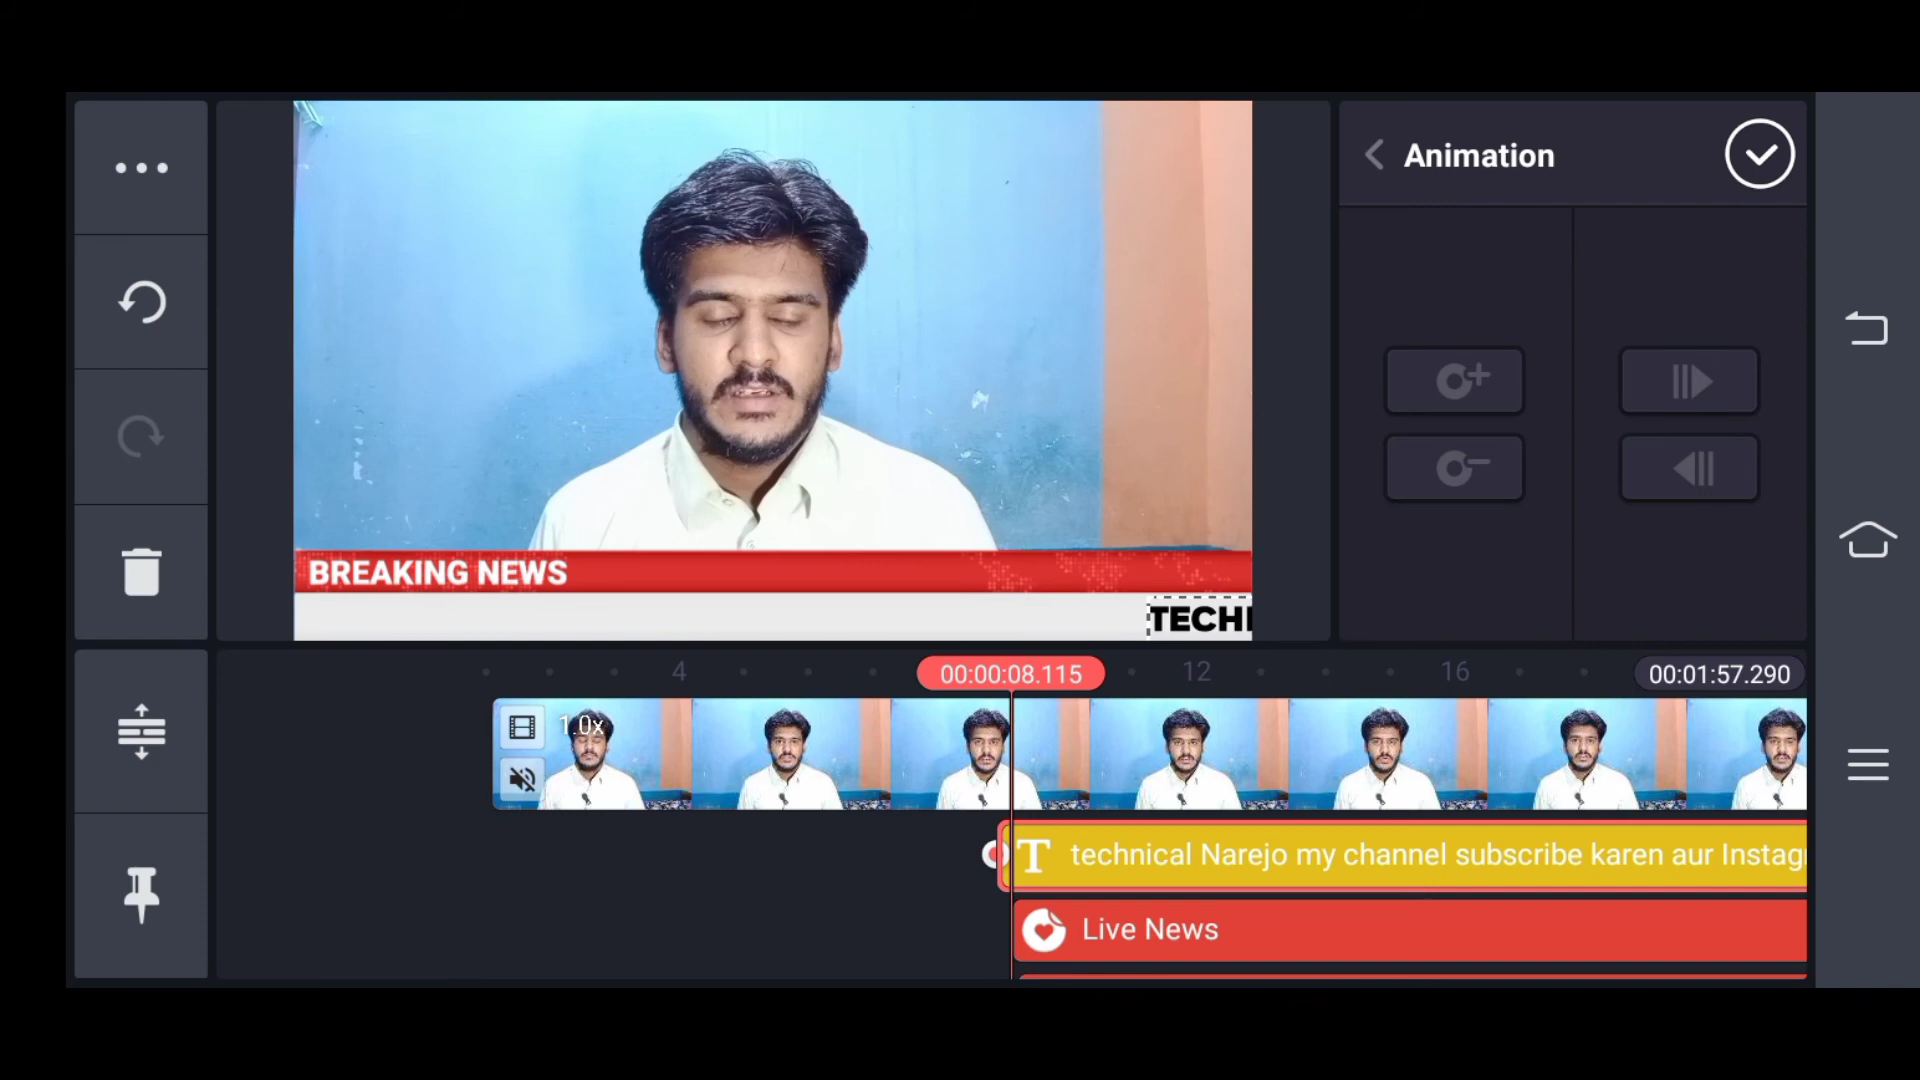 Animation
BREAKING NEWS
TECH
4
00:00:08.115
12
16
00:01:57.290
1.0x
T technical Narejo my channel subscribe karen aur Instag
Live News